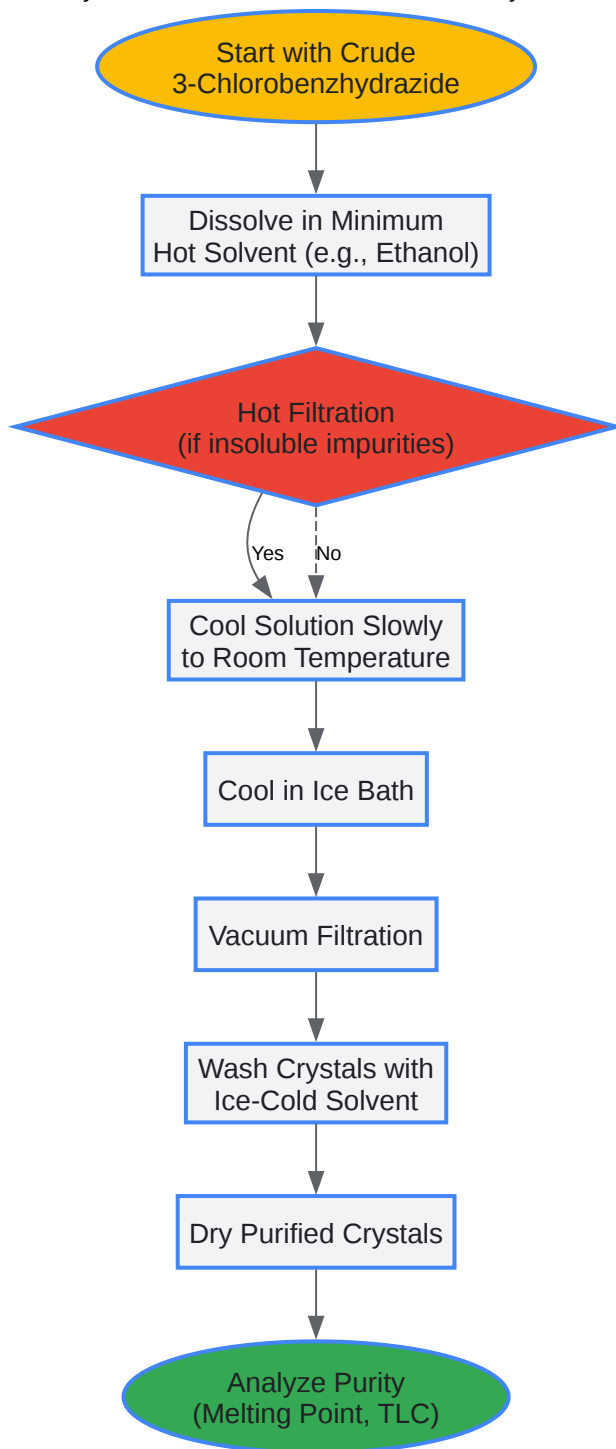 Start with Crude
3-Chlorobenzhydrazide
Dissolve in Minimum
Hot Solvent (e.g., Ethanol)
Hot Filtration
(if insoluble impurities)
Yes
No
Cool Solution Slowly
to Room Temperature
Cool in Ice Bath
Vacuum Filtration
Wash Crystals with
Ice-Cold Solvent
Dry Purified Crystals
Analyze Purity
(Melting Point, TLC)